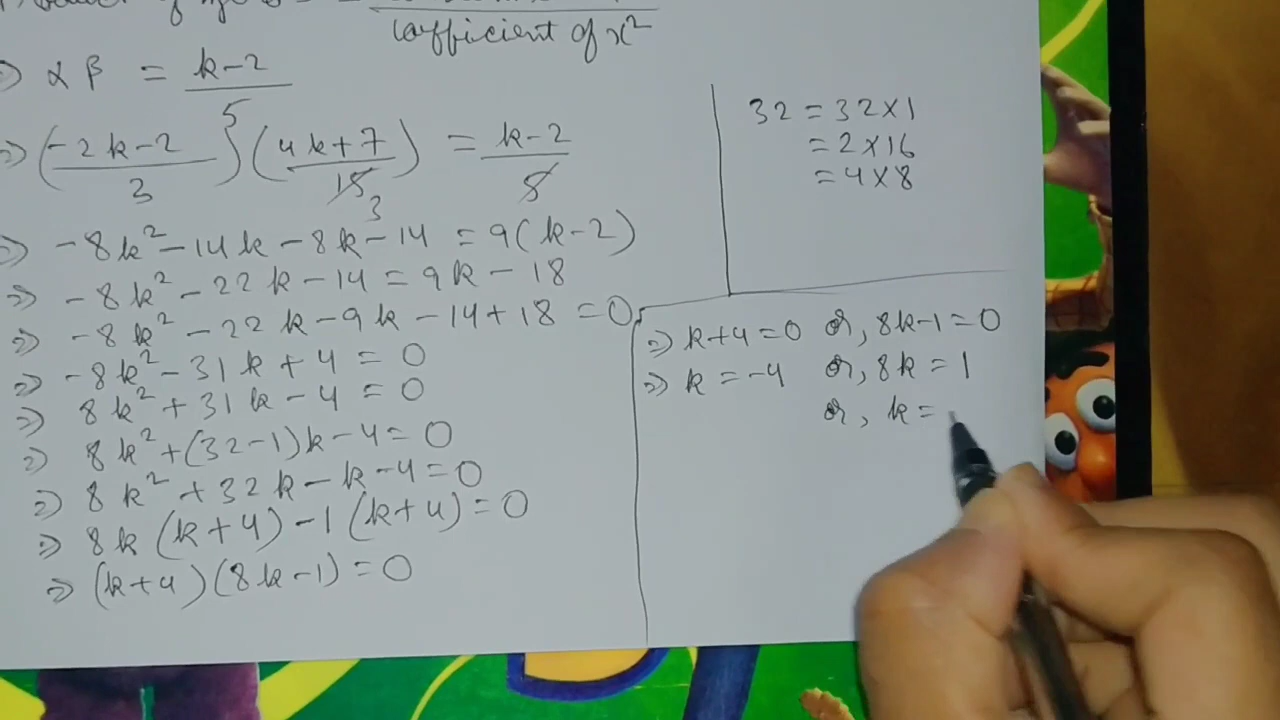 coefficient of x²
⇒ αβ = k-2 / 5
⇒ (-2k-2 / 3) (4k+7 / 15 3) = k-2 / 5
⇒ -8k² - 14k - 8k - 14 = 9(k-2)
⇒ -8k² - 22k - 14 = 9k - 18
⇒ -8k² - 22k - 9k - 14 + 18 = 0
⇒ -8k² - 31k + 4 = 0
⇒ 8k² + 31k - 4 = 0
⇒ 8k² + (32-1)k - 4 = 0
⇒ 8k² + 32k - k - 4 = 0
⇒ 8k (k+4) - 1 (k+4) = 0
⇒ (k+4) (8k-1) = 0
32 = 32×1
= 2×16
= 4×8
⇒ k+4=0 or, 8k-1=0
⇒ k = -4 or, 8k = 1
or, k =